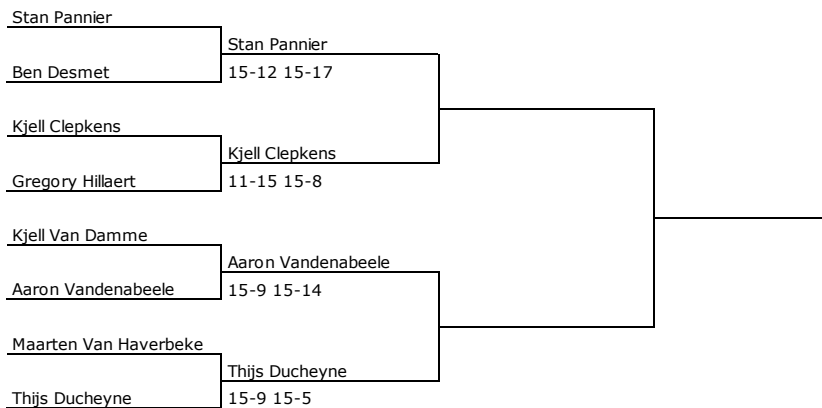 Stan Pannier
Stan Pannier
Ben Desmet
15-12 15-17
Kjell Clepkens
Kjell Clepkens
Gregory Hillaert
11-15 15-8
Kjell Van Damme
Aaron Vandenabeele
Aaron Vandenabeele
15-9 15-14
Maarten Van Haverbeke
Thijs Ducheyne
Thijs Ducheyne
15-9 15-5